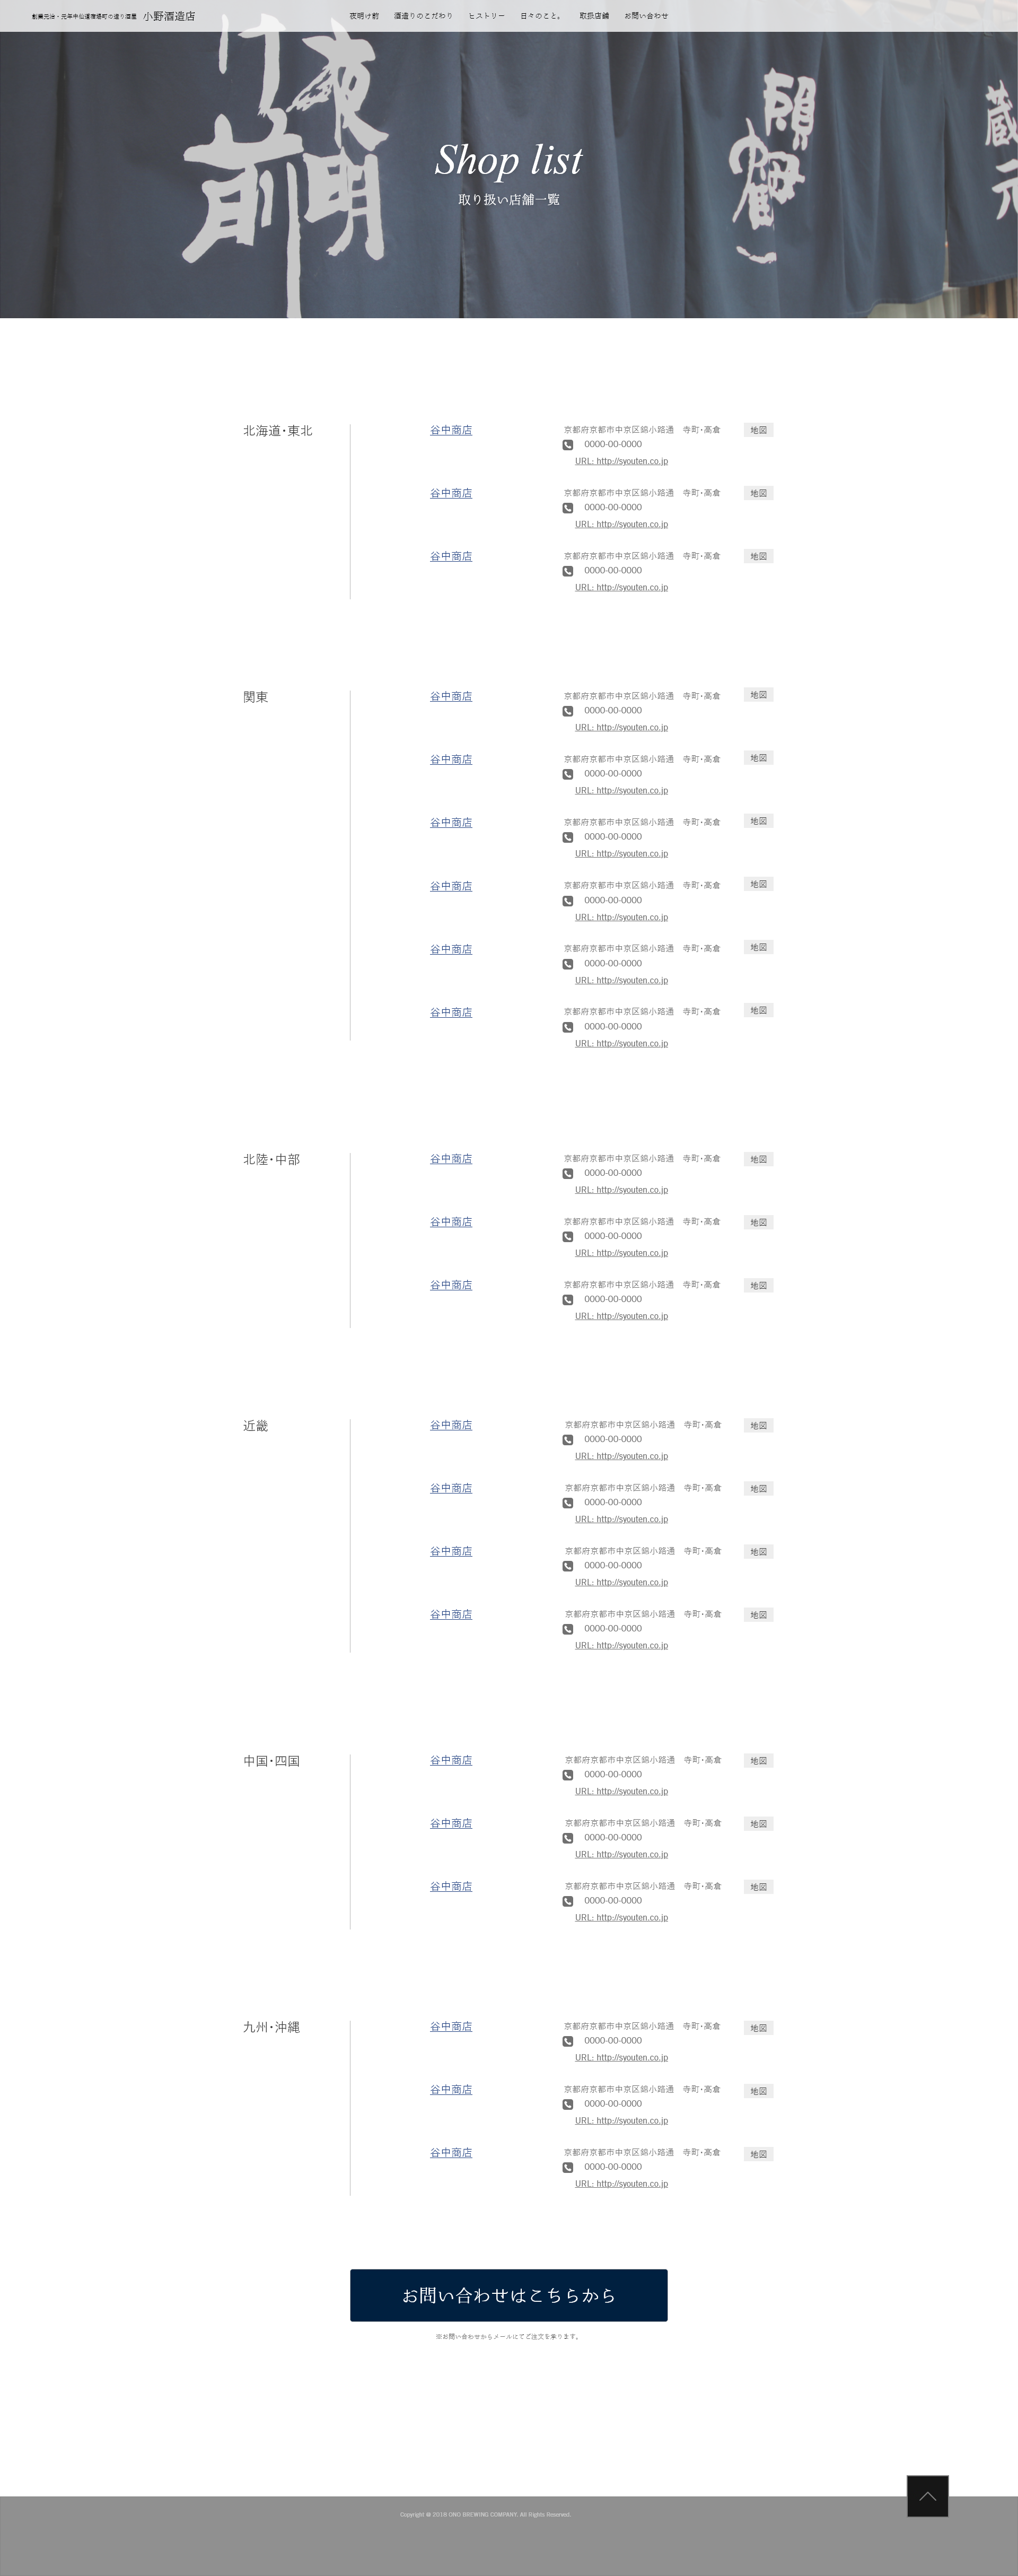 創業元治・元年中仙道薮原町の造り酒屋 小野酒造店
夜明け前 酒造りのこだわり ヒストリー 日々のこと。 取扱店舗 お問い合わせ
夜明け前
Shop list
取り扱い店舗一覧
北海道・東北
谷中商店 京都府京都市中京区錦小路通 寺町・高倉 地図
0000-00-0000
URL: http://syouten.co.jp
谷中商店 京都府京都市中京区錦小路通 寺町・高倉 地図
0000-00-0000
URL: http://syouten.co.jp
谷中商店 京都府京都市中京区錦小路通 寺町・高倉 地図
0000-00-0000
URL: http://syouten.co.jp
関東
谷中商店 京都府京都市中京区錦小路通 寺町・高倉 地図
0000-00-0000
URL: http://syouten.co.jp
谷中商店 京都府京都市中京区錦小路通 寺町・高倉 地図
0000-00-0000
URL: http://syouten.co.jp
谷中商店 京都府京都市中京区錦小路通 寺町・高倉 地図
0000-00-0000
URL: http://syouten.co.jp
谷中商店 京都府京都市中京区錦小路通 寺町・高倉 地図
0000-00-0000
URL: http://syouten.co.jp
谷中商店 京都府京都市中京区錦小路通 寺町・高倉 地図
0000-00-0000
URL: http://syouten.co.jp
谷中商店 京都府京都市中京区錦小路通 寺町・高倉 地図
0000-00-0000
URL: http://syouten.co.jp
北陸・中部
谷中商店 京都府京都市中京区錦小路通 寺町・高倉 地図
0000-00-0000
URL: http://syouten.co.jp
谷中商店 京都府京都市中京区錦小路通 寺町・高倉 地図
0000-00-0000
URL: http://syouten.co.jp
谷中商店 京都府京都市中京区錦小路通 寺町・高倉 地図
0000-00-0000
URL: http://syouten.co.jp
近畿
谷中商店 京都府京都市中京区錦小路通 寺町・高倉 地図
0000-00-0000
URL: http://syouten.co.jp
谷中商店 京都府京都市中京区錦小路通 寺町・高倉 地図
0000-00-0000
URL: http://syouten.co.jp
谷中商店 京都府京都市中京区錦小路通 寺町・高倉 地図
0000-00-0000
URL: http://syouten.co.jp
谷中商店 京都府京都市中京区錦小路通 寺町・高倉 地図
0000-00-0000
URL: http://syouten.co.jp
中国・四国
谷中商店 京都府京都市中京区錦小路通 寺町・高倉 地図
0000-00-0000
URL: http://syouten.co.jp
谷中商店 京都府京都市中京区錦小路通 寺町・高倉 地図
0000-00-0000
URL: http://syouten.co.jp
谷中商店 京都府京都市中京区錦小路通 寺町・高倉 地図
0000-00-0000
URL: http://syouten.co.jp
九州・沖縄
谷中商店 京都府京都市中京区錦小路通 寺町・高倉 地図
0000-00-0000
URL: http://syouten.co.jp
谷中商店 京都府京都市中京区錦小路通 寺町・高倉 地図
0000-00-0000
URL: http://syouten.co.jp
谷中商店 京都府京都市中京区錦小路通 寺町・高倉 地図
0000-00-0000
URL: http://syouten.co.jp
お問い合わせはこちらから
※お問い合わせからメールにてご注文を承ります。
Copyright © 2018 ONO BREWING COMPANY. All Rights Reserved.